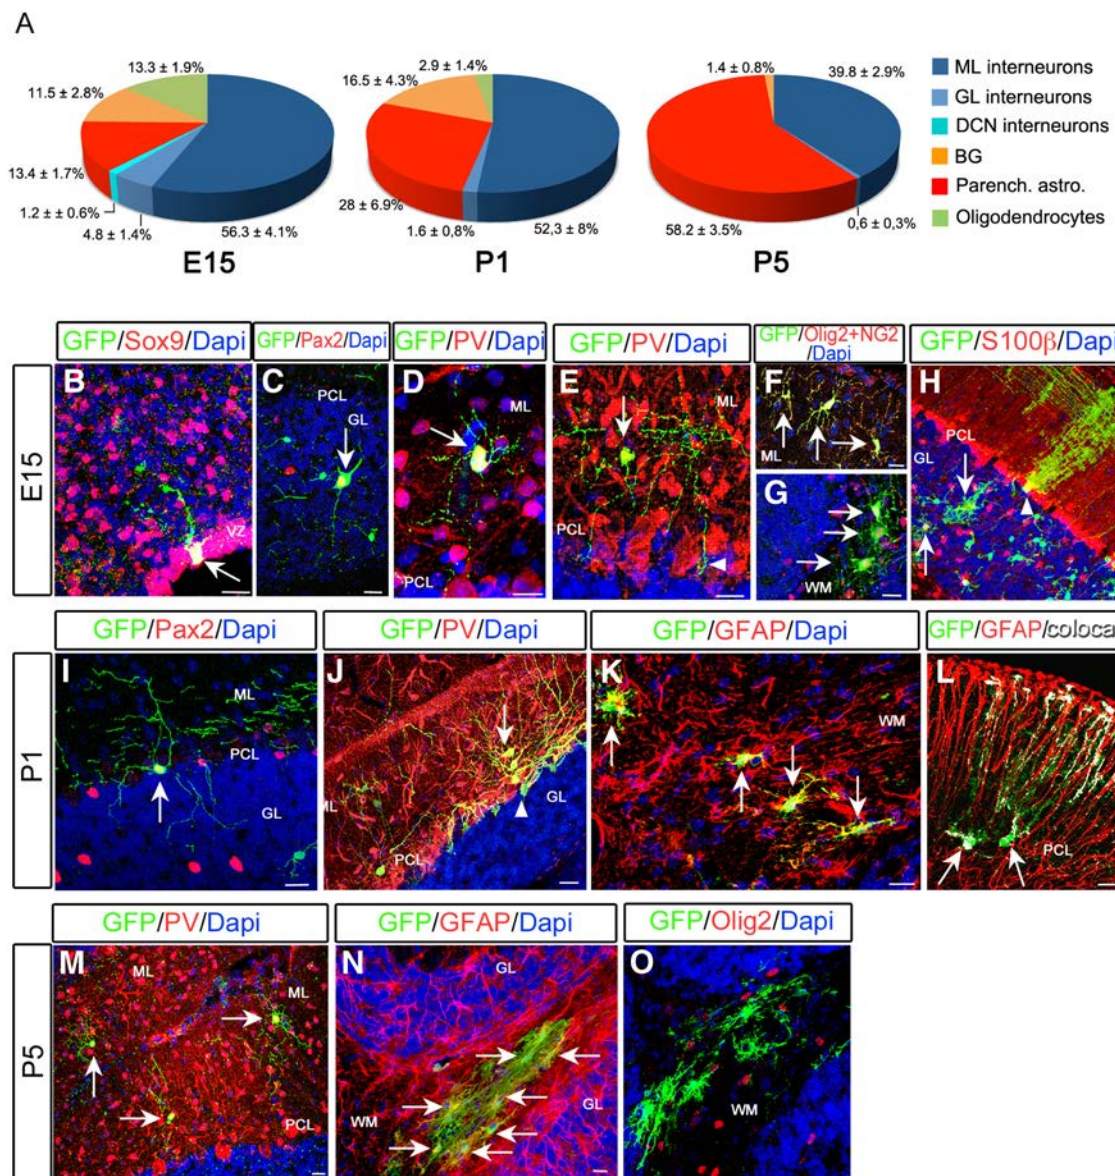 A
13.3 ± 1.9%
11.5 ± 2.8%
13.4 ± 1.7%
1.2 ± ± 0.6%
4.8 ± 1.4%
56.3 ± 4.1%
E15
2.9 ± 1.4%
16.5 ± 4.3%
28 ± 6.9%
1.6 ± 0,8%
52,3 ± 8%
P1
1.4 ± 0.8%
39.8 ± 2.9%
58.2 ± 3.5%
0,6 ± 0,3%
P5
ML interneurons
GL interneurons
DCN interneurons
BG
Parench. astro.
Oligodendrocytes
E15
GFP/Sox9/Dapi
B
VZ
GFP/Pax2/Dapi
C
PCL
GL
GFP/PV/Dapi
D
ML
PCL
GFP/PV/Dapi
E
ML
PCL
GFP/Olig2+NG2
/Dapi
F
ML
G
WM
GFP/S100β/Dapi
H
PCL
GL
P1
GFP/Pax2/Dapi
I
ML
PCL
GL
GFP/PV/Dapi
J
ML
GL
PCL
GFP/GFAP/Dapi
K
WM
GFP/GFAP/coloca
L
PCL
P5
GFP/PV/Dapi
M
ML
ML
PCL
GFP/GFAP/Dapi
N
GL
WM
GL
GFP/Olig2/Dapi
O
WM